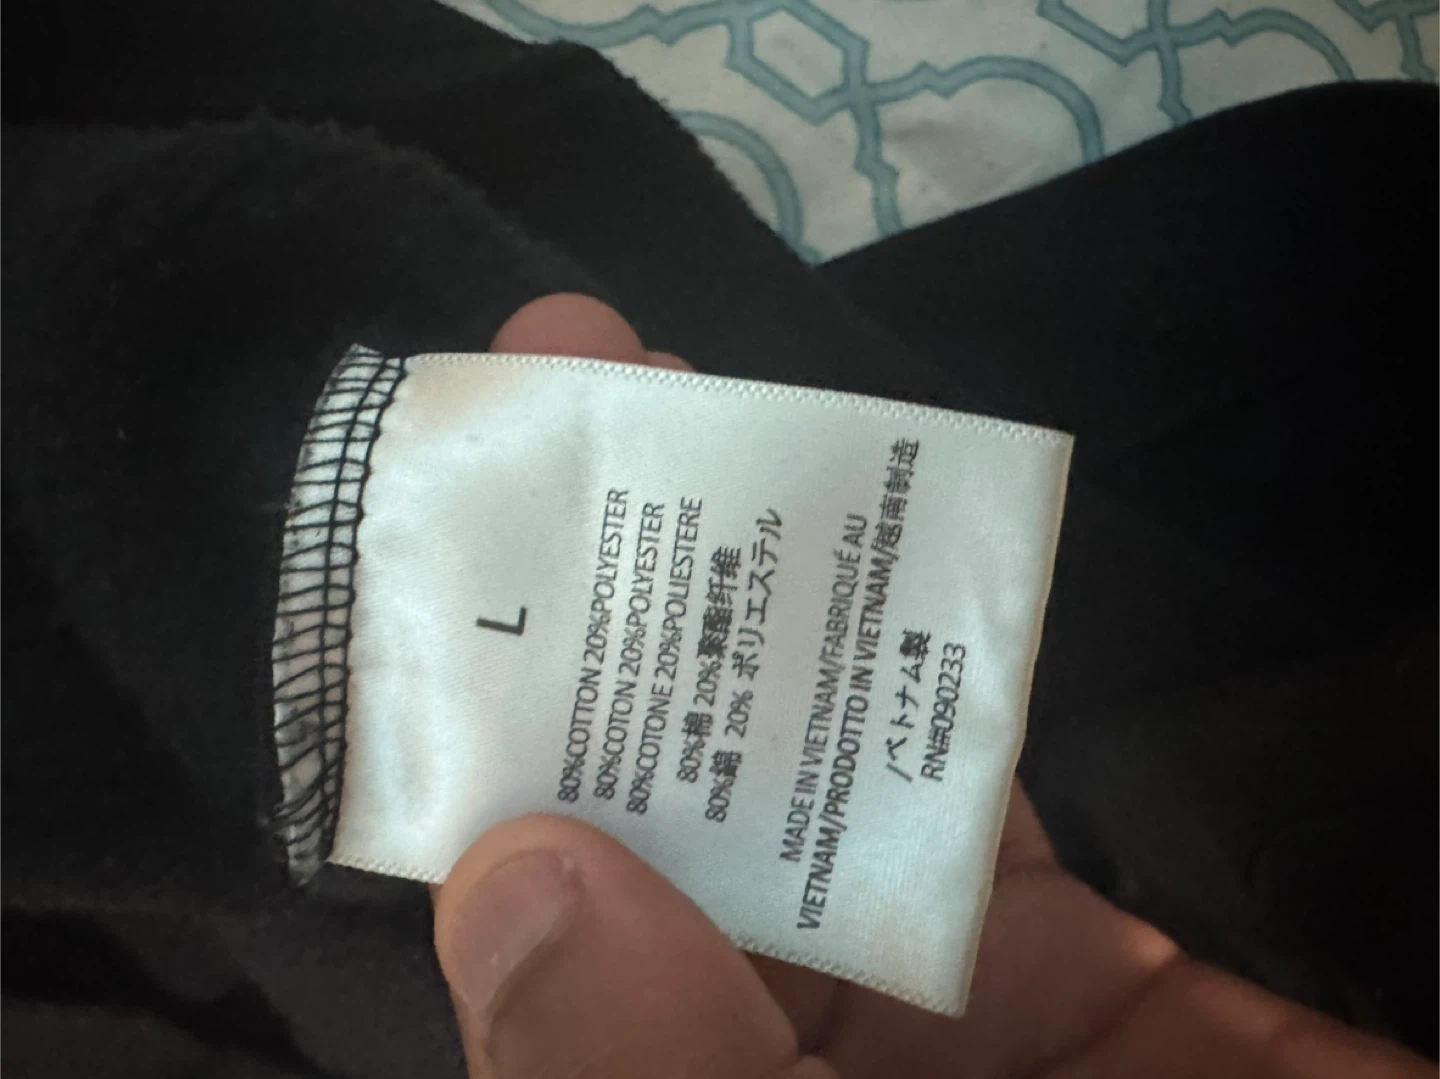 L
80%COTTON 20%POLYESTER
80%COTON 20%POLYESTER
80%COTONE 20%POLIESTERE
80%棉 20%聚酯纤维
80%綿 20% ポリエステル
MADE IN VIETNAM/FABRIQUÉ AU
VIETNAM/PRODOTTO IN VIETNAM/越南制造
/ベトナム製
RN#090233